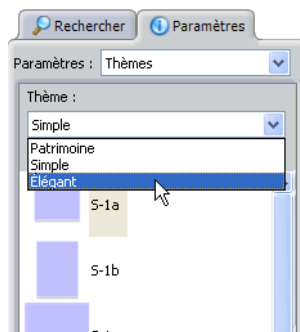 Rechercher Paramètres
Paramètres : Thèmes
Thème :
Simple
Patrimoine
Simple
Élégant
S-1a
S-1b